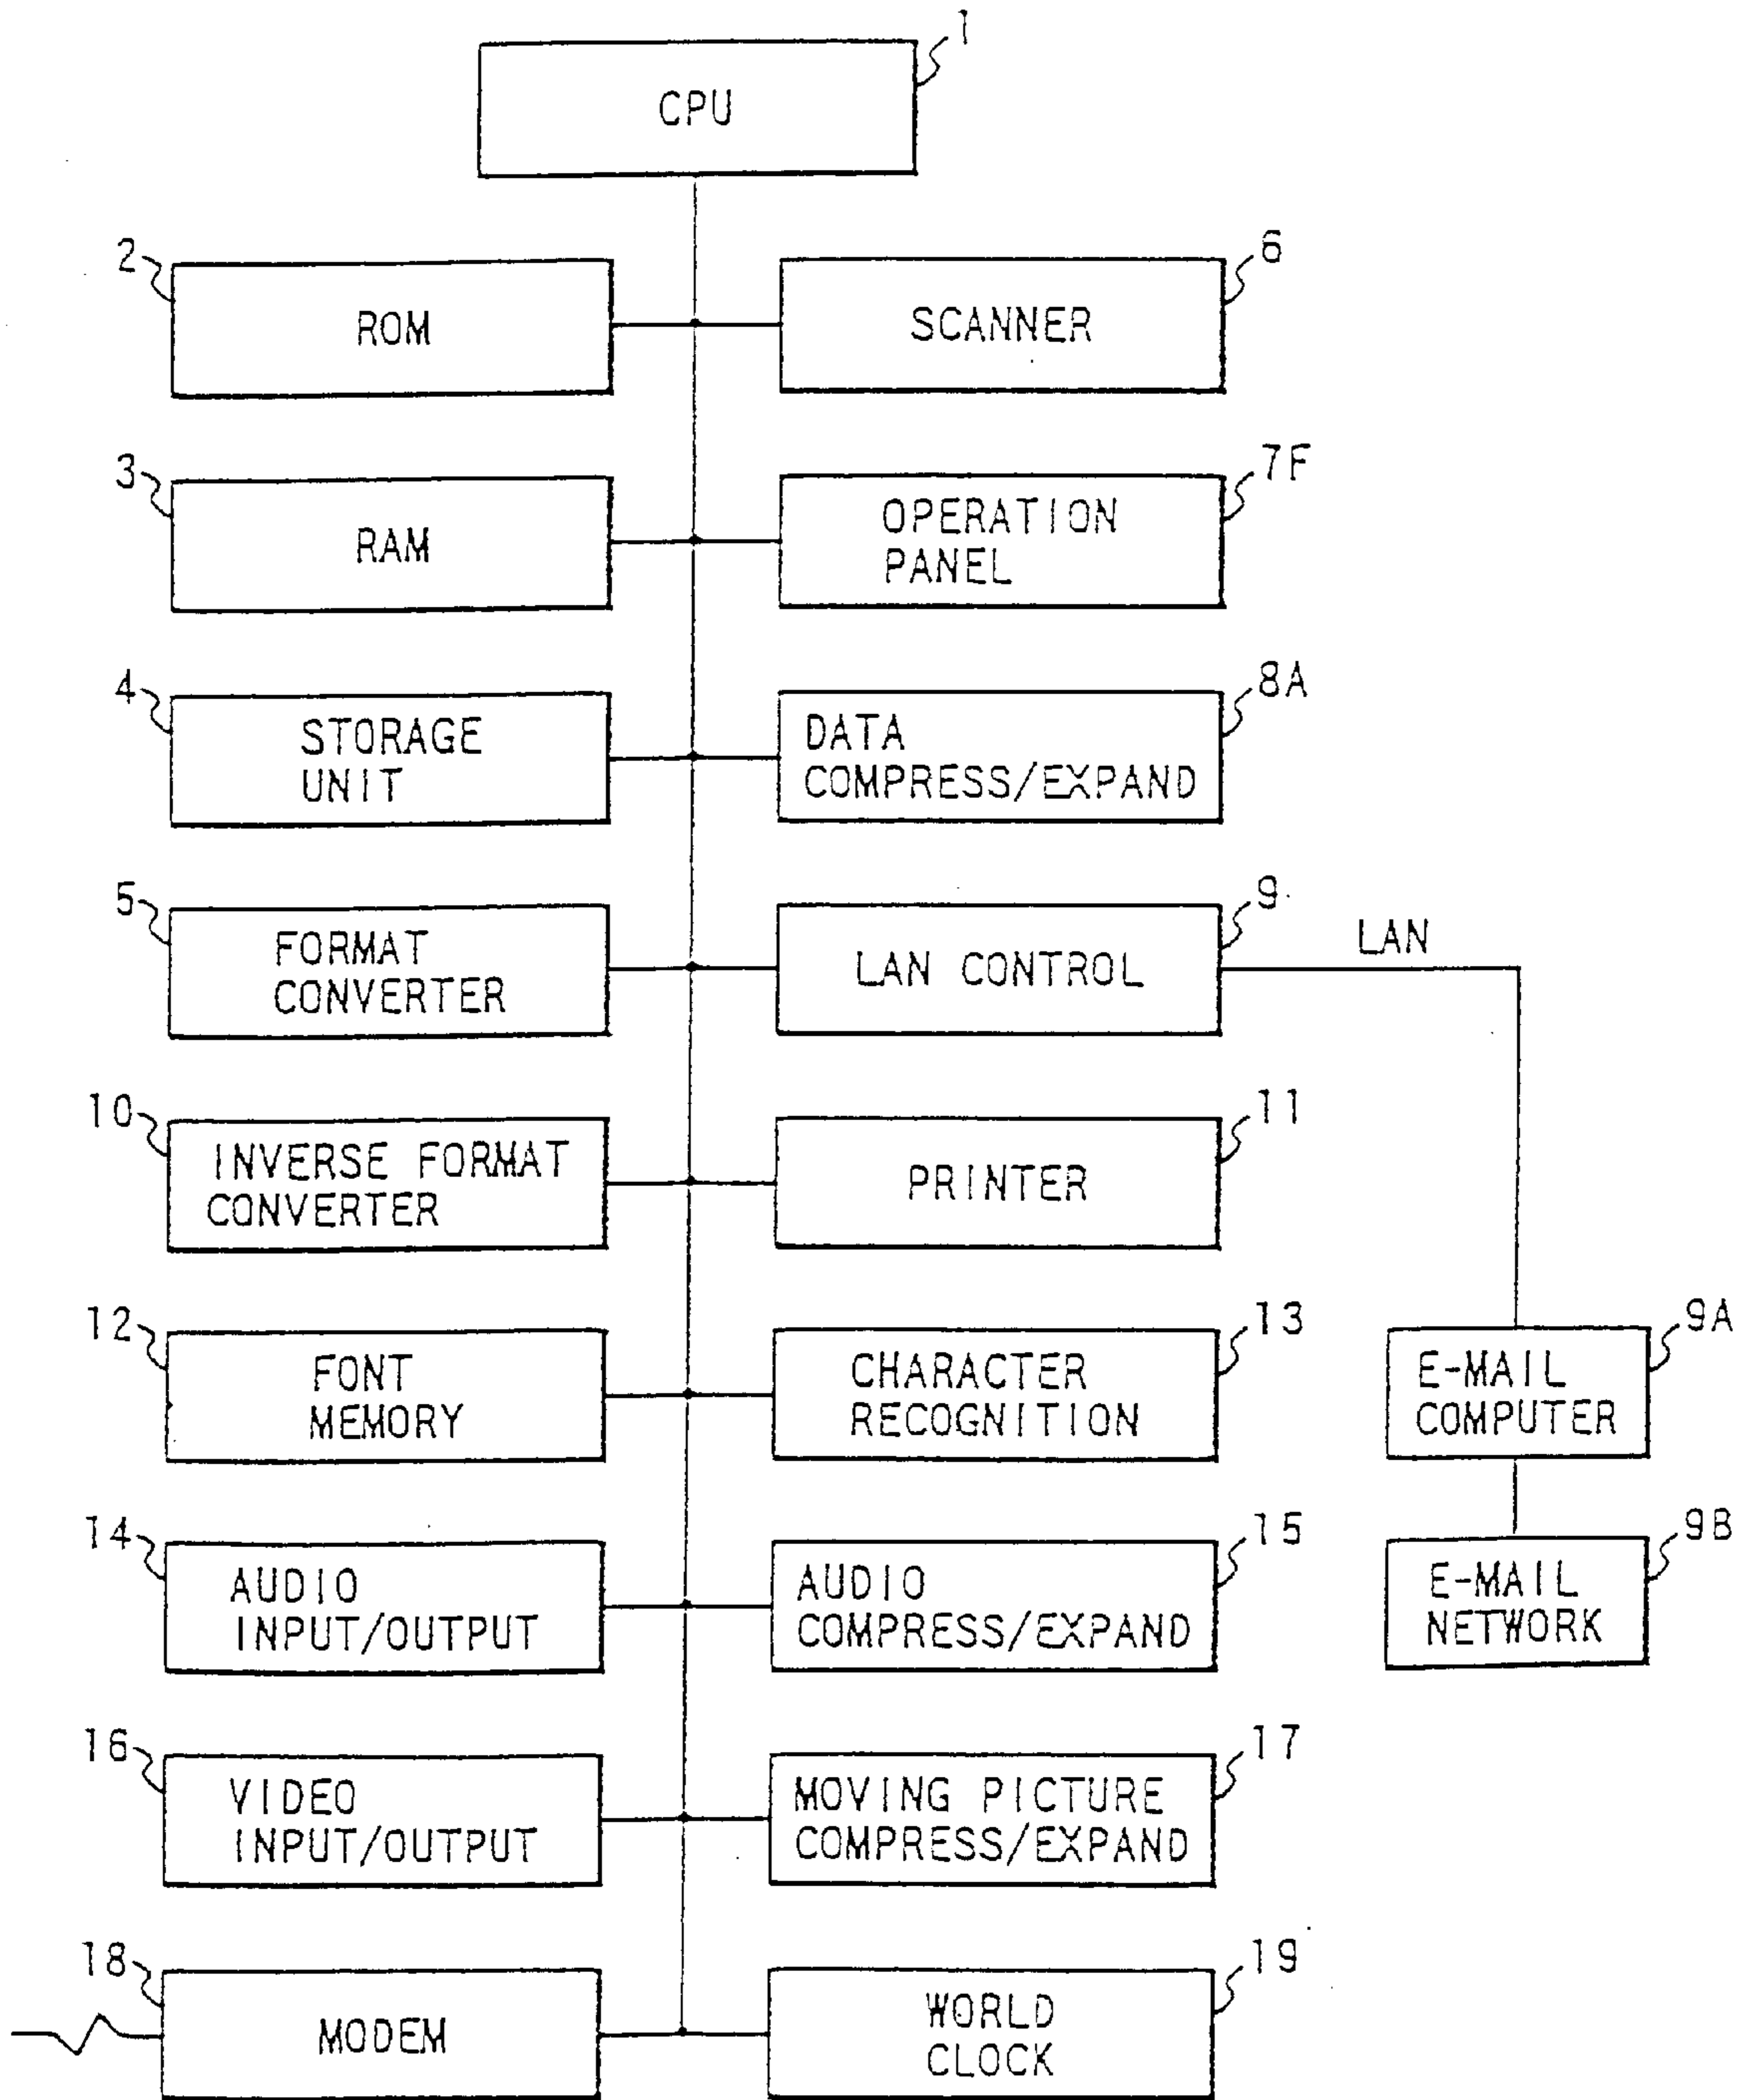 1
CPU
2
ROM
6
SCANNER
3
RAM
7F
OPERATION
PANEL
4
STORAGE
UNIT
8A
DATA
COMPRESS/EXPAND
5
FORMAT
CONVERTER
9
LAN CONTROL
LAN
10
INVERSE FORMAT
CONVERTER
11
PRINTER
12
FONT
MEMORY
13
CHARACTER
RECOGNITION
9A
E-MAIL
COMPUTER
14
AUDIO
INPUT/OUTPUT
15
AUDIO
COMPRESS/EXPAND
9B
E-MAIL
NETWORK
16
VIDEO
INPUT/OUTPUT
17
MOVING PICTURE
COMPRESS/EXPAND
18
MODEM
19
WORLD
CLOCK